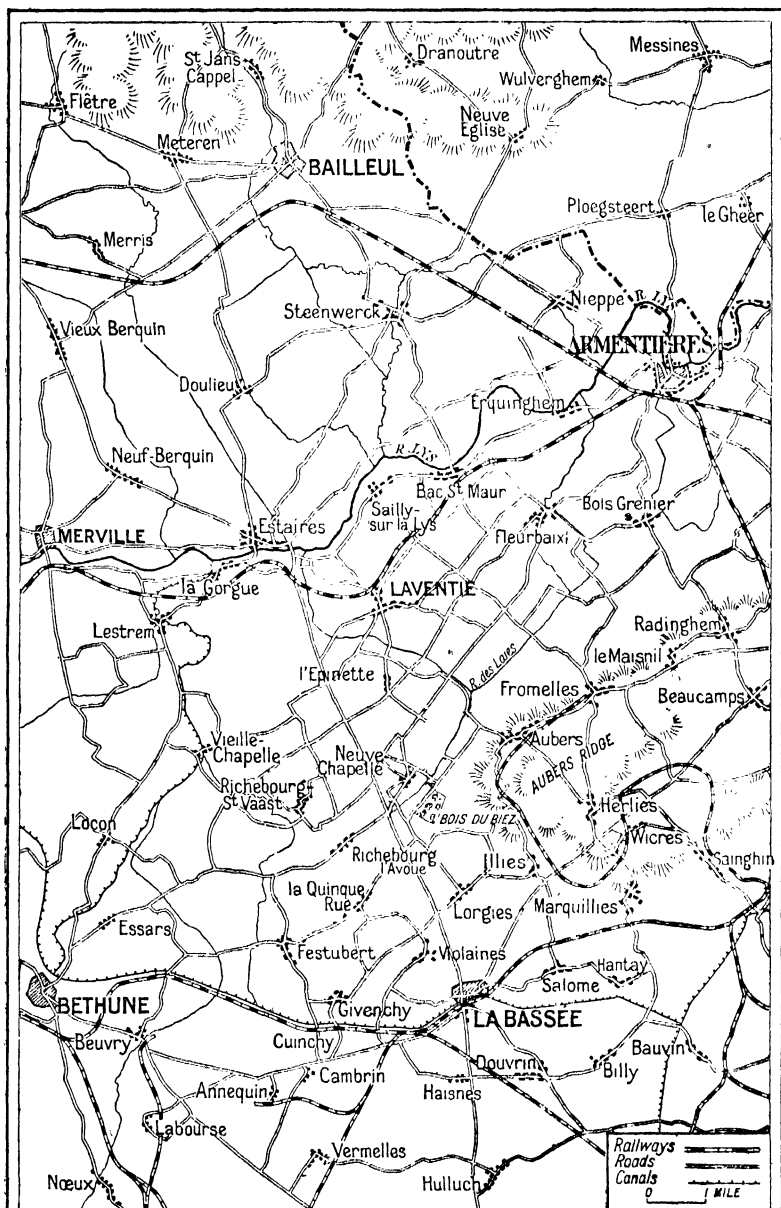 St Jans
Cappel
Dranoutre
Messines
Wulverghem
Flêtre
Neuve
Eglise
Meteren
BAILLEUL
Ploegsteert
le Gheer
Merris
Nieppe
R. LYS
Steenwerck
Vieux Berquin
ARMENTIÈRES
Doulieu
Erquinghem
R. LYS
Neuf-Berquin
Bac St Maur
Sailly-
sur la Lys
Bois Grenier
Estaires
Fleurbaix
MERVILLE
la Gorgue
LAVENTIE
Lestrem
Radinghem
le Maisnil
R. des Laies
l'Epinette
Fromelles
Beaucamps
Vieille-
Chapelle
Aubers
Neuve
Chapelle
AUBERS RIDGE
Richebourg-
St Vaast
Herlies
BOIS DU BIEZ
Locon
Wicres
Richebourg
l'Avoué
Illies
Sainghin
la Quinque
Rue
Lorgies
Marquillies
Essars
Festubert
Violaines
Hantay
Salome
BETHUNE
Givenchy
LA BASSÉE
Beuvry
Cuinchy
Bauvin
Douvrin
Billy
Cambrin
Annequin
Haisnes
Labourse
Vermelles
Railways
Roads
Canals
0 1 MILE
Nœux
Hulluch